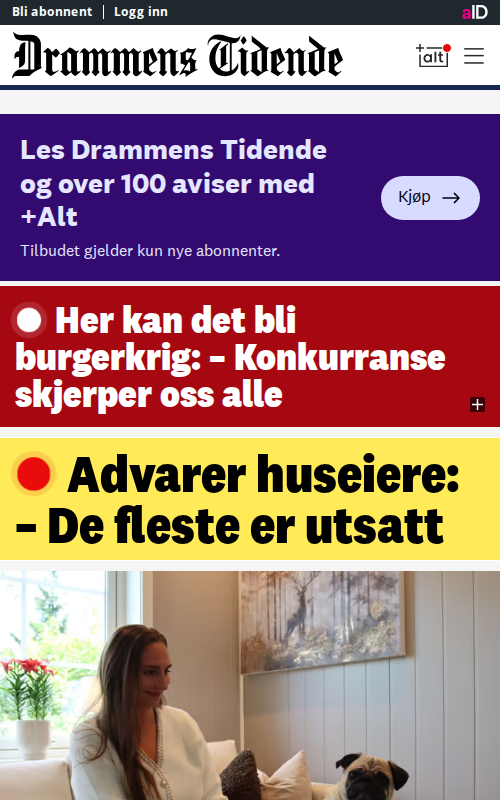 Bli abonnent
Logg inn
aID
Drammens Tidende
+alt
Les Drammens Tidende
og over 100 aviser med
+Alt
Kjøp
Tilbudet gjelder kun nye abonnenter.
Her kan det bli
burgerkrig: – Konkurranse
skjerper oss alle
Advarer huseiere:
– De fleste er utsatt